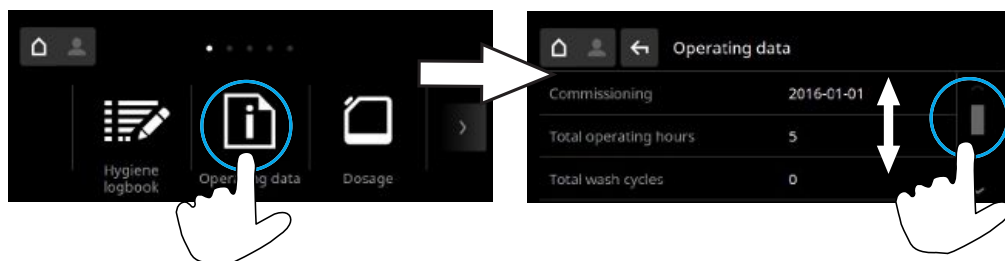 Operating data
Commissioning 2016-01-01
Total operating hours 5
Total wash cycles 0
Hygiene
logbook
Operating data
Dosage